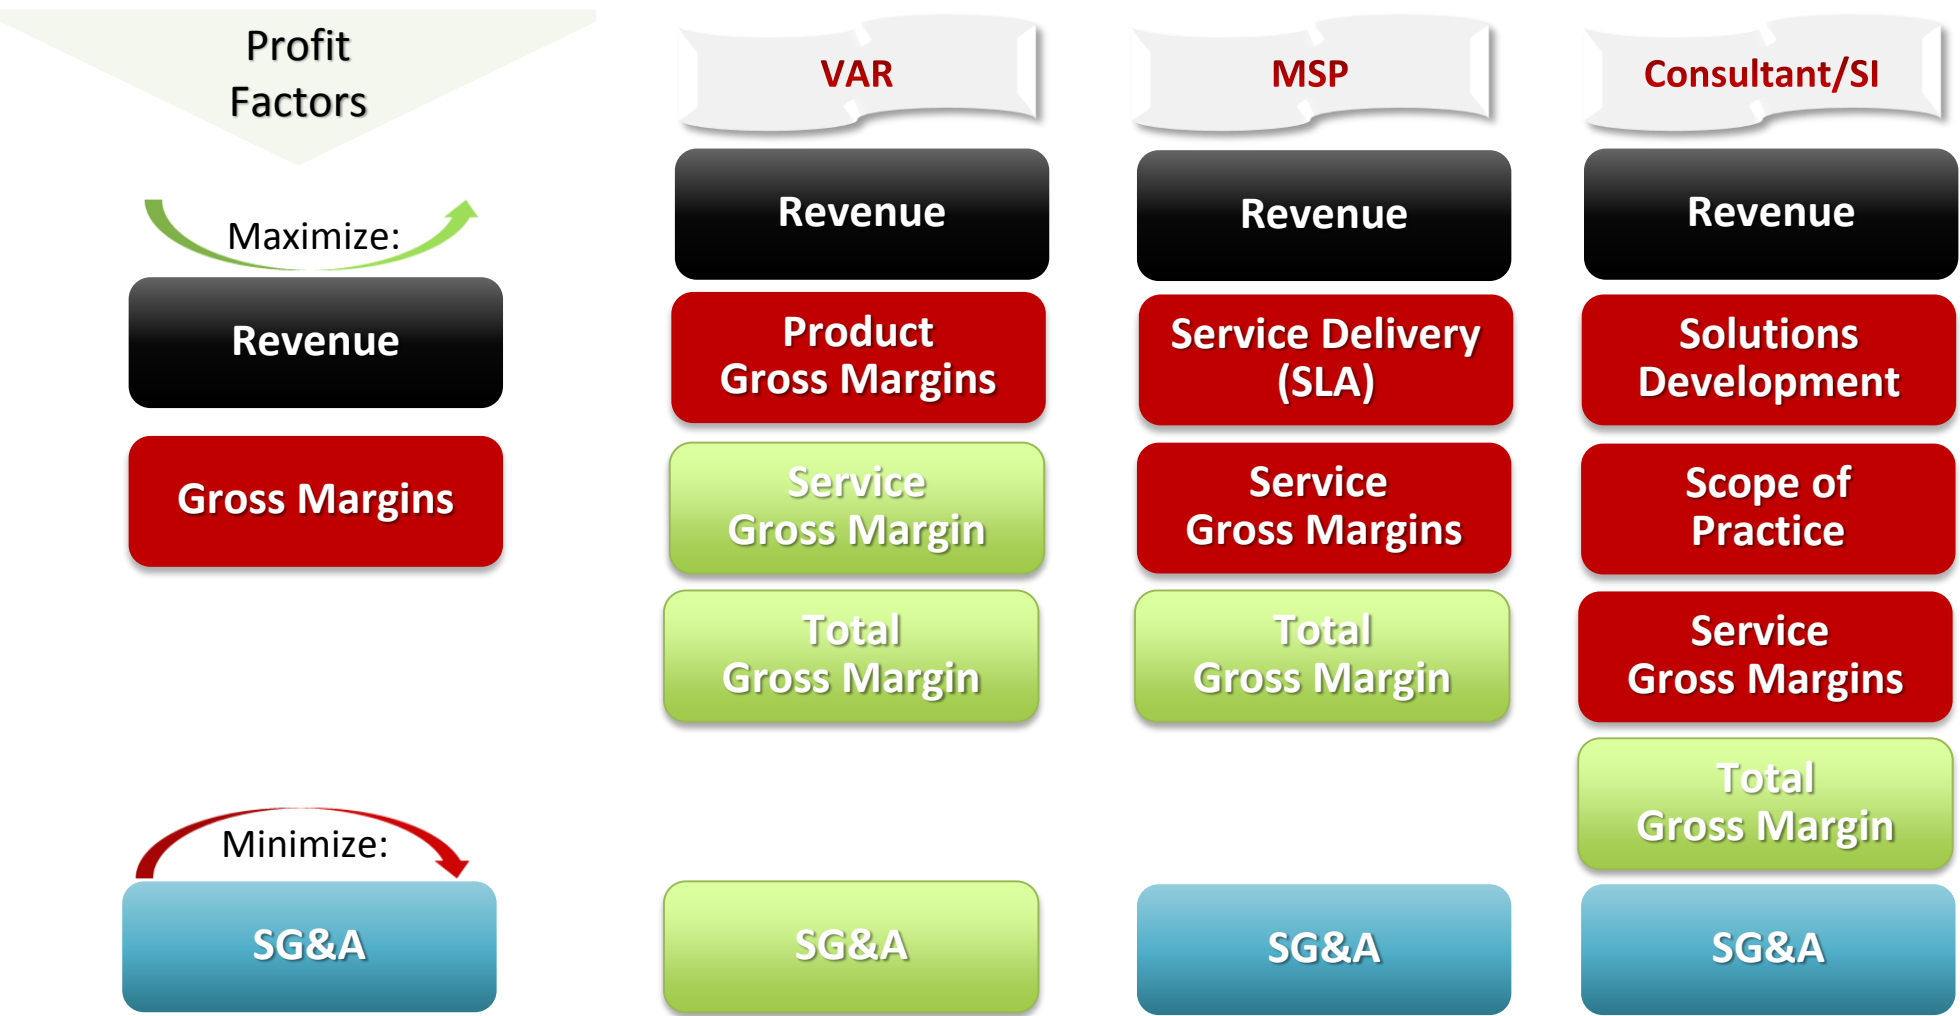 Profit
Factors
Maximize:
Revenue
Gross Margins
Minimize:
SG&A
VAR
Revenue
Product
Gross Margins
Service
Gross Margin
Total
Gross Margin
SG&A
MSP
Revenue
Service Delivery
(SLA)
Service
Gross Margins
Total
Gross Margin
SG&A
Consultant/SI
Revenue
Solutions
Development
Scope of
Practice
Service
Gross Margins
Total
Gross Margin
SG&A